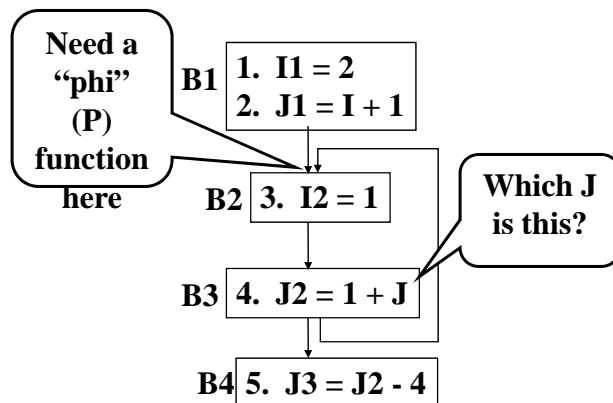 Need a
“phi”
(P)
function
here
B1
1. I1 = 2
2. J1 = I + 1
B2
3. I2 = 1
Which J
is this?
B3
4. J2 = 1 + J
B4
5. J3 = J2 - 4